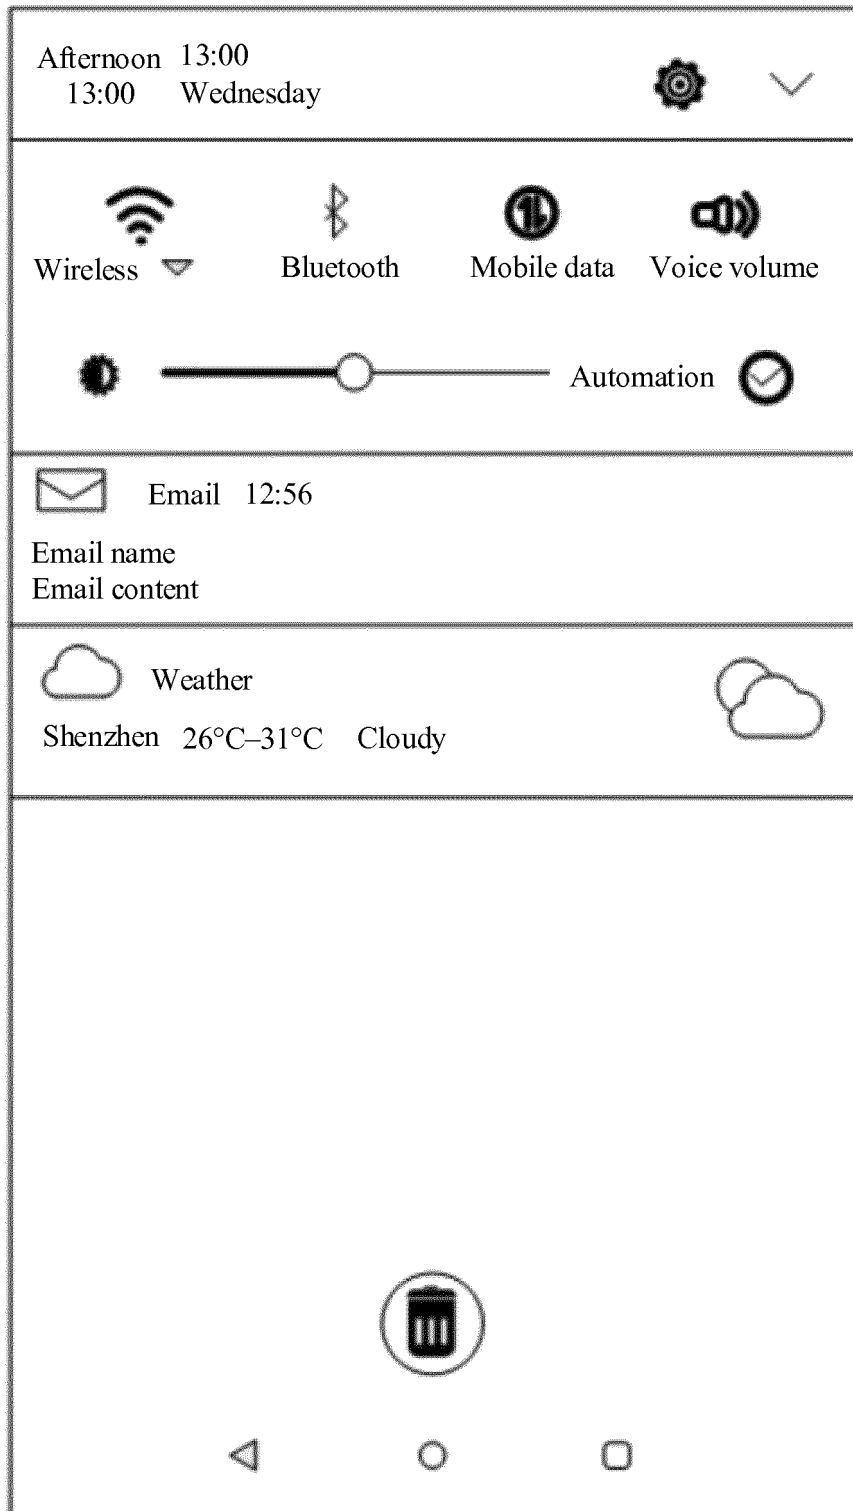 Afternoon 13:00
13:00 Wednesday
Wireless Bluetooth Mobile data Voice volume
Automation
Email 12:56
Email name
Email content
Weather
Shenzhen 26°C–31°C Cloudy